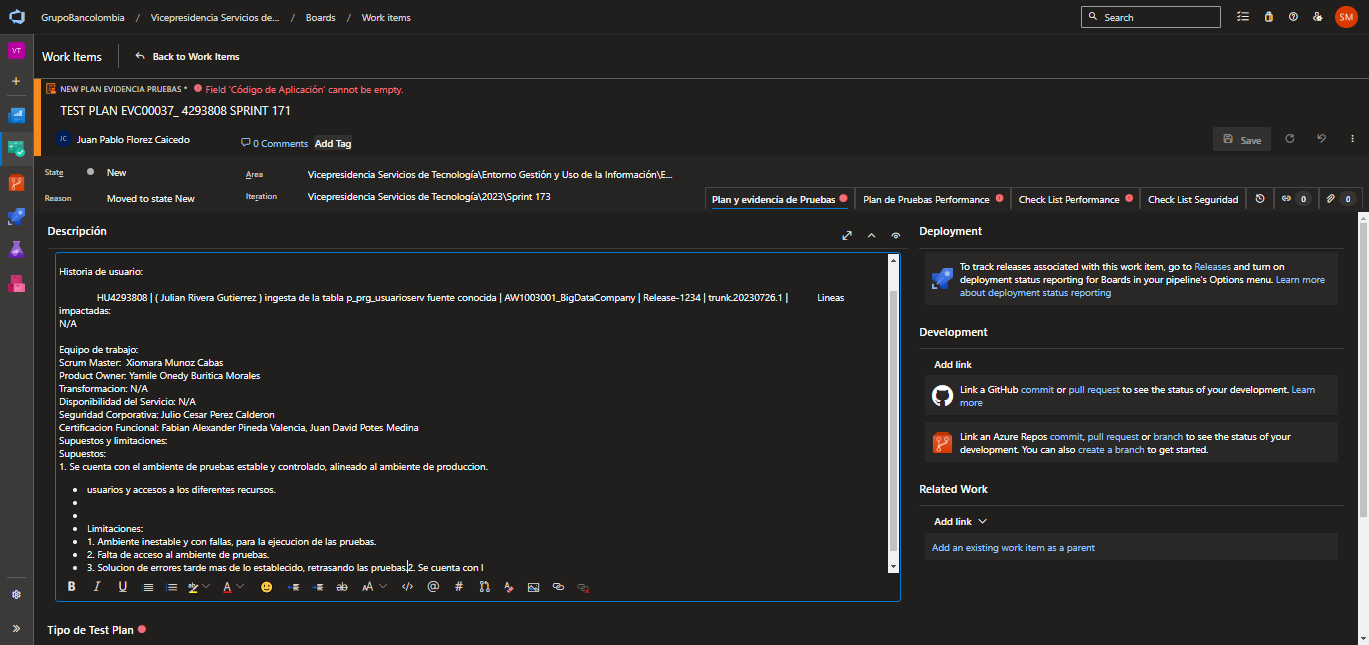 GrupoBancolombia / Vicepresidencia Servicios de... / Boards / Work items
Search
SM
VT
Work Items
Back to Work Items
NEW PLAN EVIDENCIA PRUEBAS * Field 'Código de Aplicación' cannot be empty.
TEST PLAN EVC00037_ 4293808 SPRINT 171
JC Juan Pablo Florez Caicedo
0 Comments
Add Tag
Save
State New
Area Vicepresidencia Servicios de Tecnología\Entorno Gestión y Uso de la Información\E...
Reason Moved to state New
Iteration Vicepresidencia Servicios de Tecnología\2023\Sprint 173
Plan y evidencia de Pruebas
Plan de Pruebas Performance
Check List Performance
Check List Seguridad
0
0
Descripción
Historia de usuario:
HU4293808 | ( Julian Rivera Gutierrez ) ingesta de la tabla p_prg_usuarioserv fuente conocida | AW1003001_BigDataCompany | Release-1234 | trunk.20230726.1 | Lineas
impactadas:
N/A
Equipo de trabajo:
Scrum Master: Xiomara Munoz Cabas
Product Owner: Yamile Onedy Buritica Morales
Transformacion: N/A
Disponibilidad del Servicio: N/A
Seguridad Corporativa: Julio Cesar Perez Calderon
Certificacion Funcional: Fabian Alexander Pineda Valencia, Juan David Potes Medina
Supuestos y limitaciones:
Supuestos:
1. Se cuenta con el ambiente de pruebas estable y controlado, alineado al ambiente de produccion.
• usuarios y accesos a los diferentes recursos.
•
•
• Limitaciones:
• 1. Ambiente inestable y con fallas, para la ejecucion de las pruebas.
• 2. Falta de acceso al ambiente de pruebas.
• 3. Solucion de errores tarde mas de lo establecido, retrasando las pruebas.2. Se cuenta con l
B I U ab A ab AA </> @ #
Tipo de Test Plan
Deployment
To track releases associated with this work item, go to Releases and turn on
deployment status reporting for Boards in your pipeline's Options menu. Learn more
about deployment status reporting
Development
Add link
Link a GitHub commit or pull request to see the status of your development. Learn
more
Link an Azure Repos commit, pull request or branch to see the status of your
development. You can also create a branch to get started.
Related Work
Add link
Add an existing work item as a parent